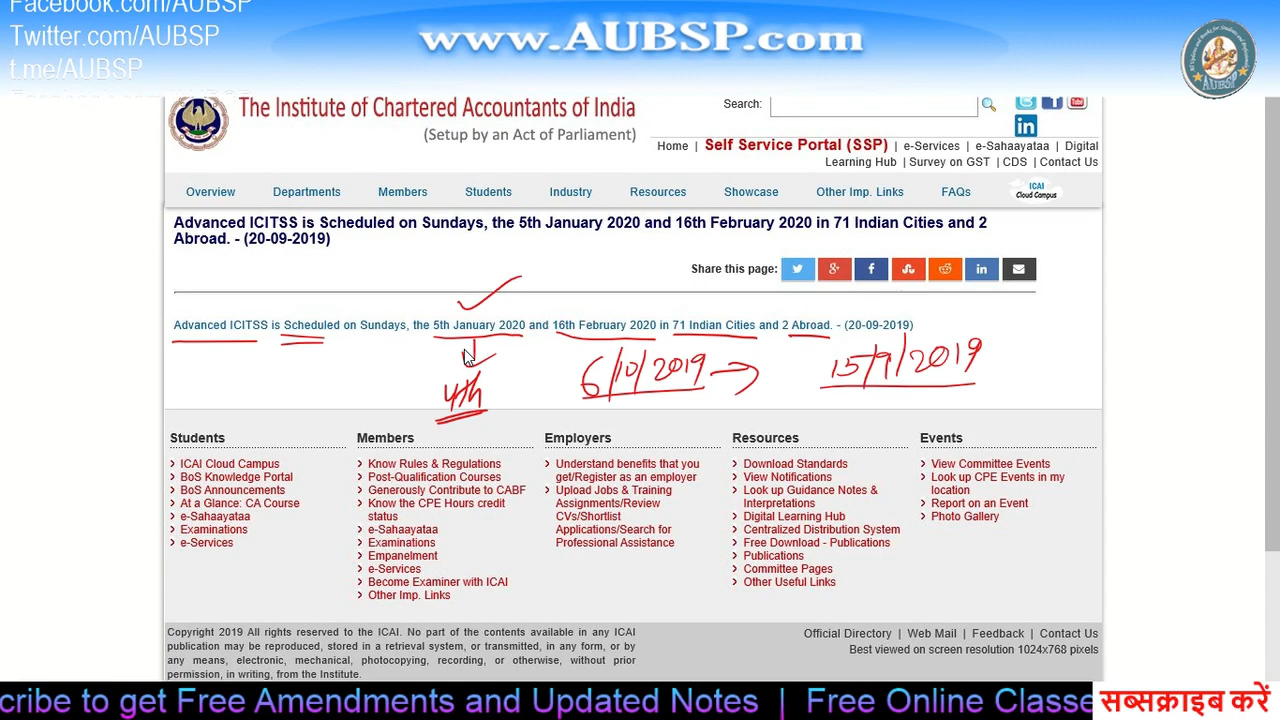 Facebook.com/AUBSP
Twitter.com/AUBSP
t.me/AUBSP
www.AUBSP.com
The Institute of Chartered Accountants of India
(Setup by an Act of Parliament)
Search:
Home | Self Service Portal (SSP) | e-Services | e-Sahaayataa | Digital
Learning Hub | Survey on GST | CDS | Contact Us
Overview Departments Members Students Industry Resources Showcase Other Imp. Links FAQs ICAI Cloud Campus
Advanced ICITSS is Scheduled on Sundays, the 5th January 2020 and 16th February 2020 in 71 Indian Cities and 2
Abroad. - (20-09-2019)
Share this page:
Advanced ICITSS is Scheduled on Sundays, the 5th January 2020 and 16th February 2020 in 71 Indian Cities and 2 Abroad. - (20-09-2019)
4th
6/10/2019 → 15/9/2019
Students
ICAI Cloud Campus
BoS Knowledge Portal
BoS Announcements
At a Glance: CA Course
e-Sahaayataa
Examinations
e-Services
Members
Know Rules & Regulations
Post-Qualification Courses
Generously Contribute to CABF
Know the CPE Hours credit
status
e-Sahaayataa
Examinations
Empanelment
e-Services
Become Examiner with ICAI
Other Imp. Links
Employers
Understand benefits that you
get/Register as an employer
Upload Jobs & Training
Assignments/Review
CVs/Shortlist
Applications/Search for
Professional Assistance
Resources
Download Standards
View Notifications
Look up Guidance Notes &
Interpretations
Digital Learning Hub
Centralized Distribution System
Free Download - Publications
Publications
Committee Pages
Other Useful Links
Events
View Committee Events
Look up CPE Events in my
location
Report on an Event
Photo Gallery
Copyright 2019 All rights reserved to the ICAI. No part of the contents available in any ICAI
publication may be reproduced, stored in a retrieval system, or transmitted, in any form, or by
any means, electronic, mechanical, photocopying, recording, or otherwise, without prior
permission, in writing, from the Institute.
Official Directory | Web Mail | Feedback | Contact Us
Best viewed on screen resolution 1024x768 pixels
cribe to get Free Amendments and Updated Notes | Free Online Classe
सब्सक्राइब करें